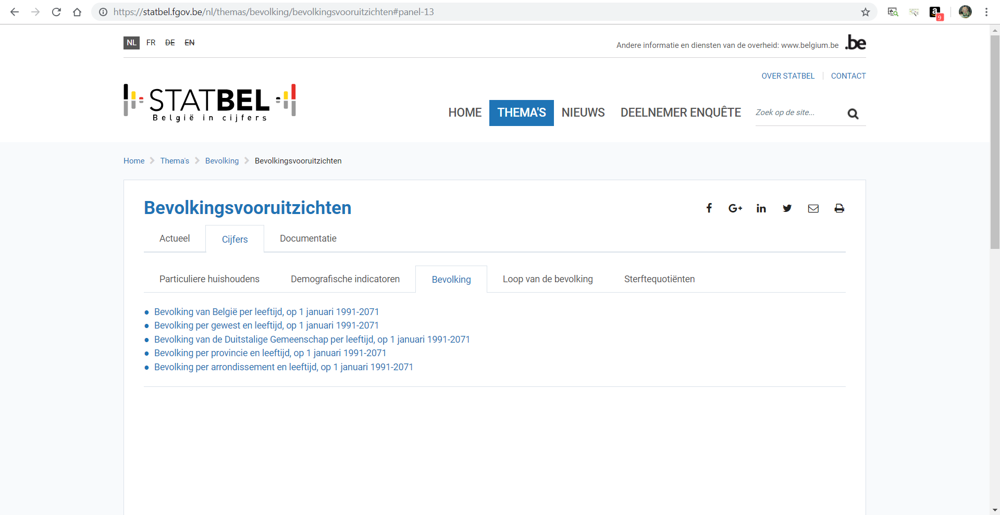 https://statbel.fgov.be/nl/themas/bevolking/bevolkingsvooruitzichten#panel-13
a
9
NL FR DE EN
Andere informatie en diensten van de overheid: www.belgium.be .be
OVER STATBEL CONTACT
STATBEL
België in cijfers
HOME THEMA'S NIEUWS DEELNEMER ENQUÊTE Zoek op de site...
Home Thema's Bevolking Bevolkingsvooruitzichten
Bevolkingsvooruitzichten
Actueel Cijfers Documentatie
Particuliere huishoudens Demografische indicatoren Bevolking Loop van de bevolking Sterftequotiënten
Bevolking van België per leeftijd, op 1 januari 1991-2071
Bevolking per gewest en leeftijd, op 1 januari 1991-2071
Bevolking van de Duitstalige Gemeenschap per leeftijd, op 1 januari 1991-2071
Bevolking per provincie en leeftijd, op 1 januari 1991-2071
Bevolking per arrondissement en leeftijd, op 1 januari 1991-2071